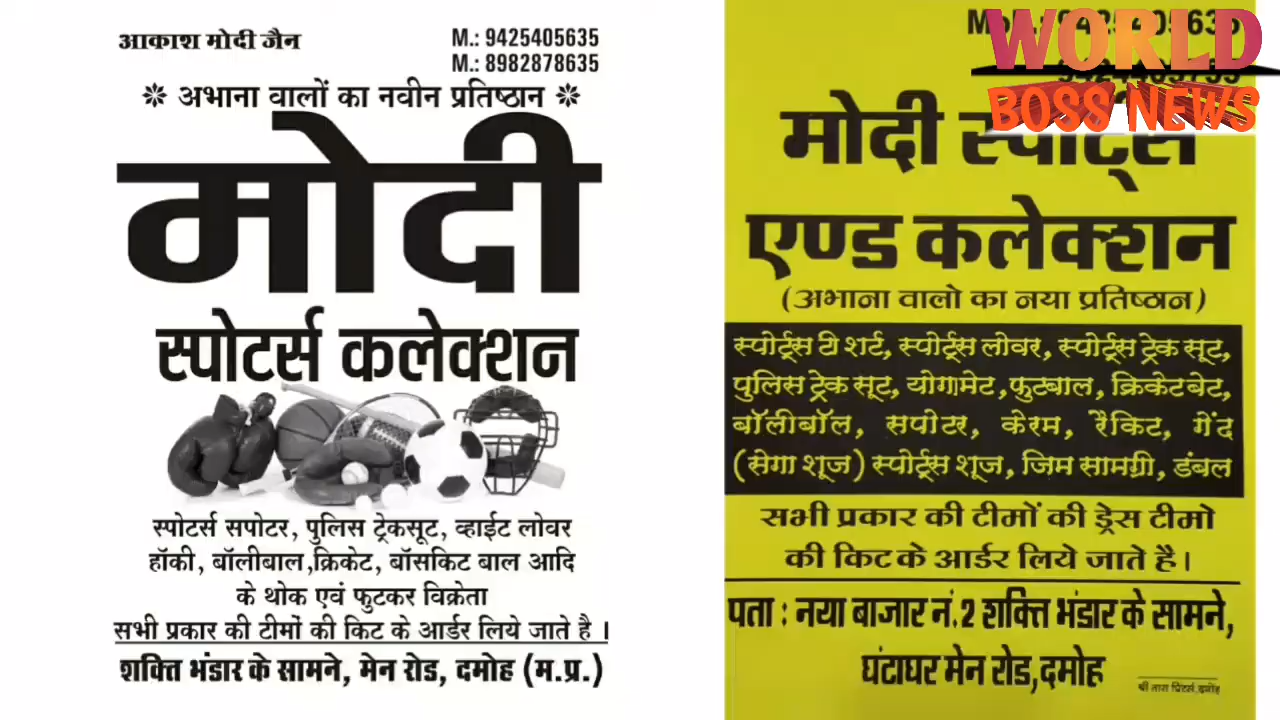 आकाश मोदी जैन
M.: 9425405635
M.: 8982878635
❋ अभाना वालों का नवीन प्रतिष्ठान ❋
मोदी
स्पोटर्स कलेक्शन
स्पोटर्स सपोटर, पुलिस ट्रेकसूट, व्हाईट लोवर
हॉकी, बॉलीबाल ,क्रिकेट, बॉसकिट बाल आदि
के थोक एवं फुटकर विक्रेता
सभी प्रकार की टीमों की किट के आर्डर लिये जाते है ।
शक्ति भंडार के सामने, मेन रोड, दमोह (म.प्र.)
WORLD
BOSS NEWS
मोदी स्पोर्ट्स
एण्ड कलेक्शन
(अभाना वालो का नया प्रतिष्ठान)
स्पोर्ट्स टी शर्ट, स्पोर्ट्स लोवर, स्पोर्ट्स ट्रेक सूट,
पुलिस ट्रेक सूट, योगामेट, फुटबाल, क्रिकेट बेट,
बॉलीबॉल, सपोटर, केरम, रैकिट, गेंद
(सेगा शूज) स्पोर्ट्स शूज, जिम सामग्री, डंबल
सभी प्रकार की टीमों की ड्रेस टीमो
की किट के आर्डर लिये जाते है।
पता : नया बाजार नं. 2 शक्ति भंडार के सामने,
घंटाघर मेन रोड, दमोह
श्री तारा प्रिंटर्स, दमोह